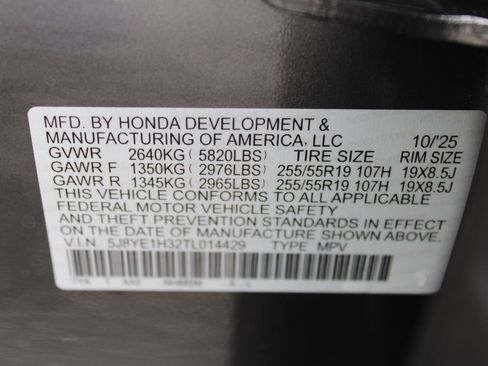 MFD. BY HONDA DEVELOPMENT &
MANUFACTURING OF AMERICA, LLC 10/'25
GVWR 2640KG ( 5820LBS) TIRE SIZE RIM SIZE
GAWR F 1350KG ( 2976LBS) 255/55R19 107H 19X8.5J
GAWR R 1345KG ( 2965LBS) 255/55R19 107H 19X8.5J
THIS VEHICLE CONFORMS TO ALL APPLICABLE
FEDERAL MOTOR VEHICLE SAFETY
AND THEFT PREVENTION STANDARDS IN EFFECT
ON THE DATE OF MANUFACTURE SHOWN ABOVE.
V.I.N.: 5J8YE1H32TL014429 TYPE MPV